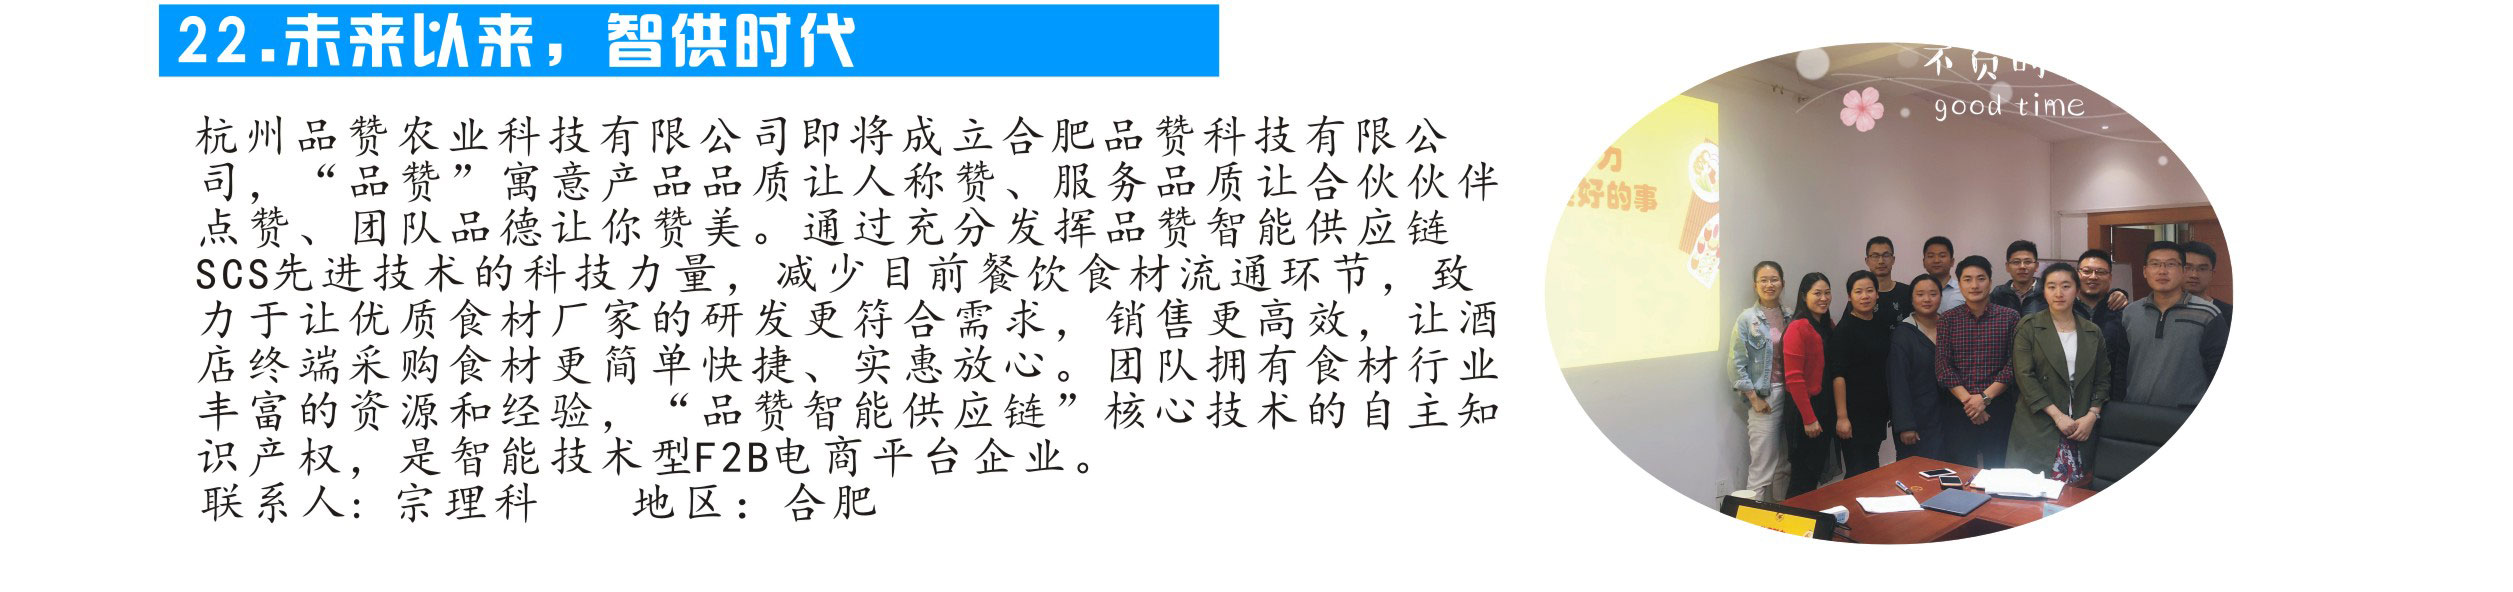 22.未来以来，智供时代
杭州品赞农业科技有限公司即将成立合肥品赞科技有限公
司，“品赞”寓意产品品质让人称赞、服务品质让合伙伙伴
点赞、团队品德让你赞美。通过充分发挥品赞智能供应链
SCS先进技术的科技力量，减少目前餐饮食材流通环节，致
力于让优质食材厂家的研发更符合需求，销售更高效，让酒
店终端采购食材更简单快捷、实惠放心。团队拥有食材行业
丰富的资源和经验，“品赞智能供应链”核心技术的自主知
识产权，是智能技术型F2B电商平台企业。
联系人：宗理科 地区：合肥
不负时
good time
力
好的事